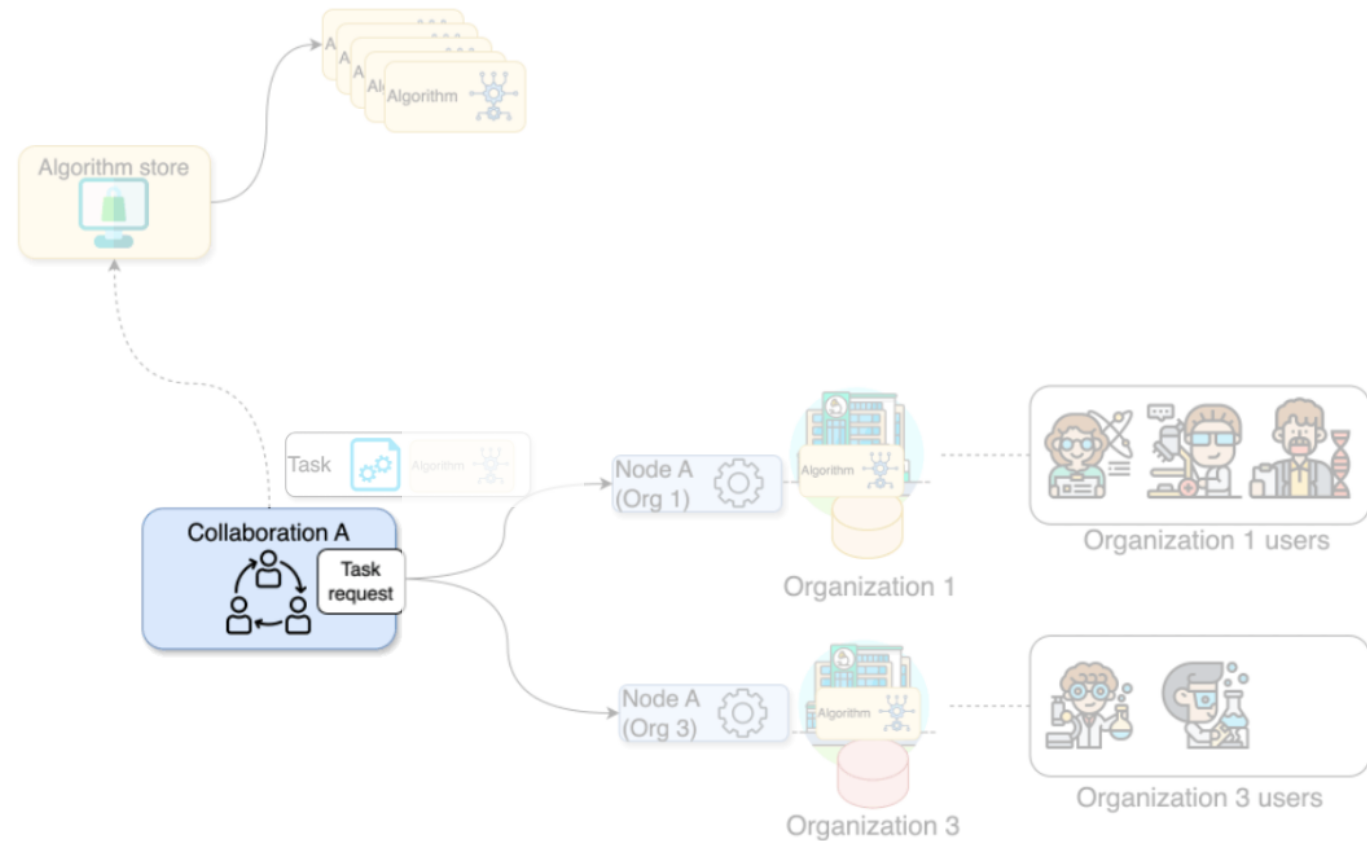 A
A
A
Al
Algorithm
Algorithm store
Task
Algorithm
Collaboration A
Task
request
Node A
(Org 1)
Algorithm
Organization 1
Organization 1 users
Node A
(Org 3)
Algorithm
Organization 3
Organization 3 users